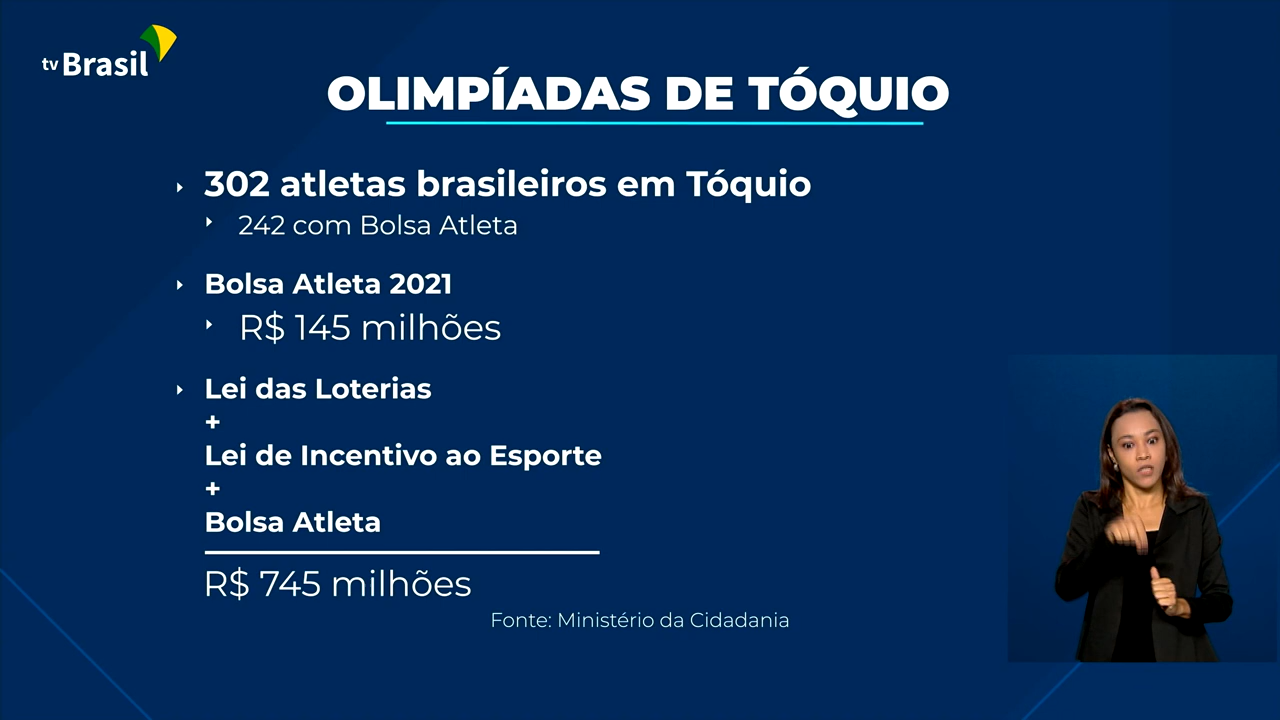 tv Brasil
OLIMPÍADAS DE TÓQUIO
302 atletas brasileiros em Tóquio
242 com Bolsa Atleta
Bolsa Atleta 2021
R$ 145 milhões
Lei das Loterias
+
Lei de Incentivo ao Esporte
+
Bolsa Atleta
R$ 745 milhões
Fonte: Ministério da Cidadania